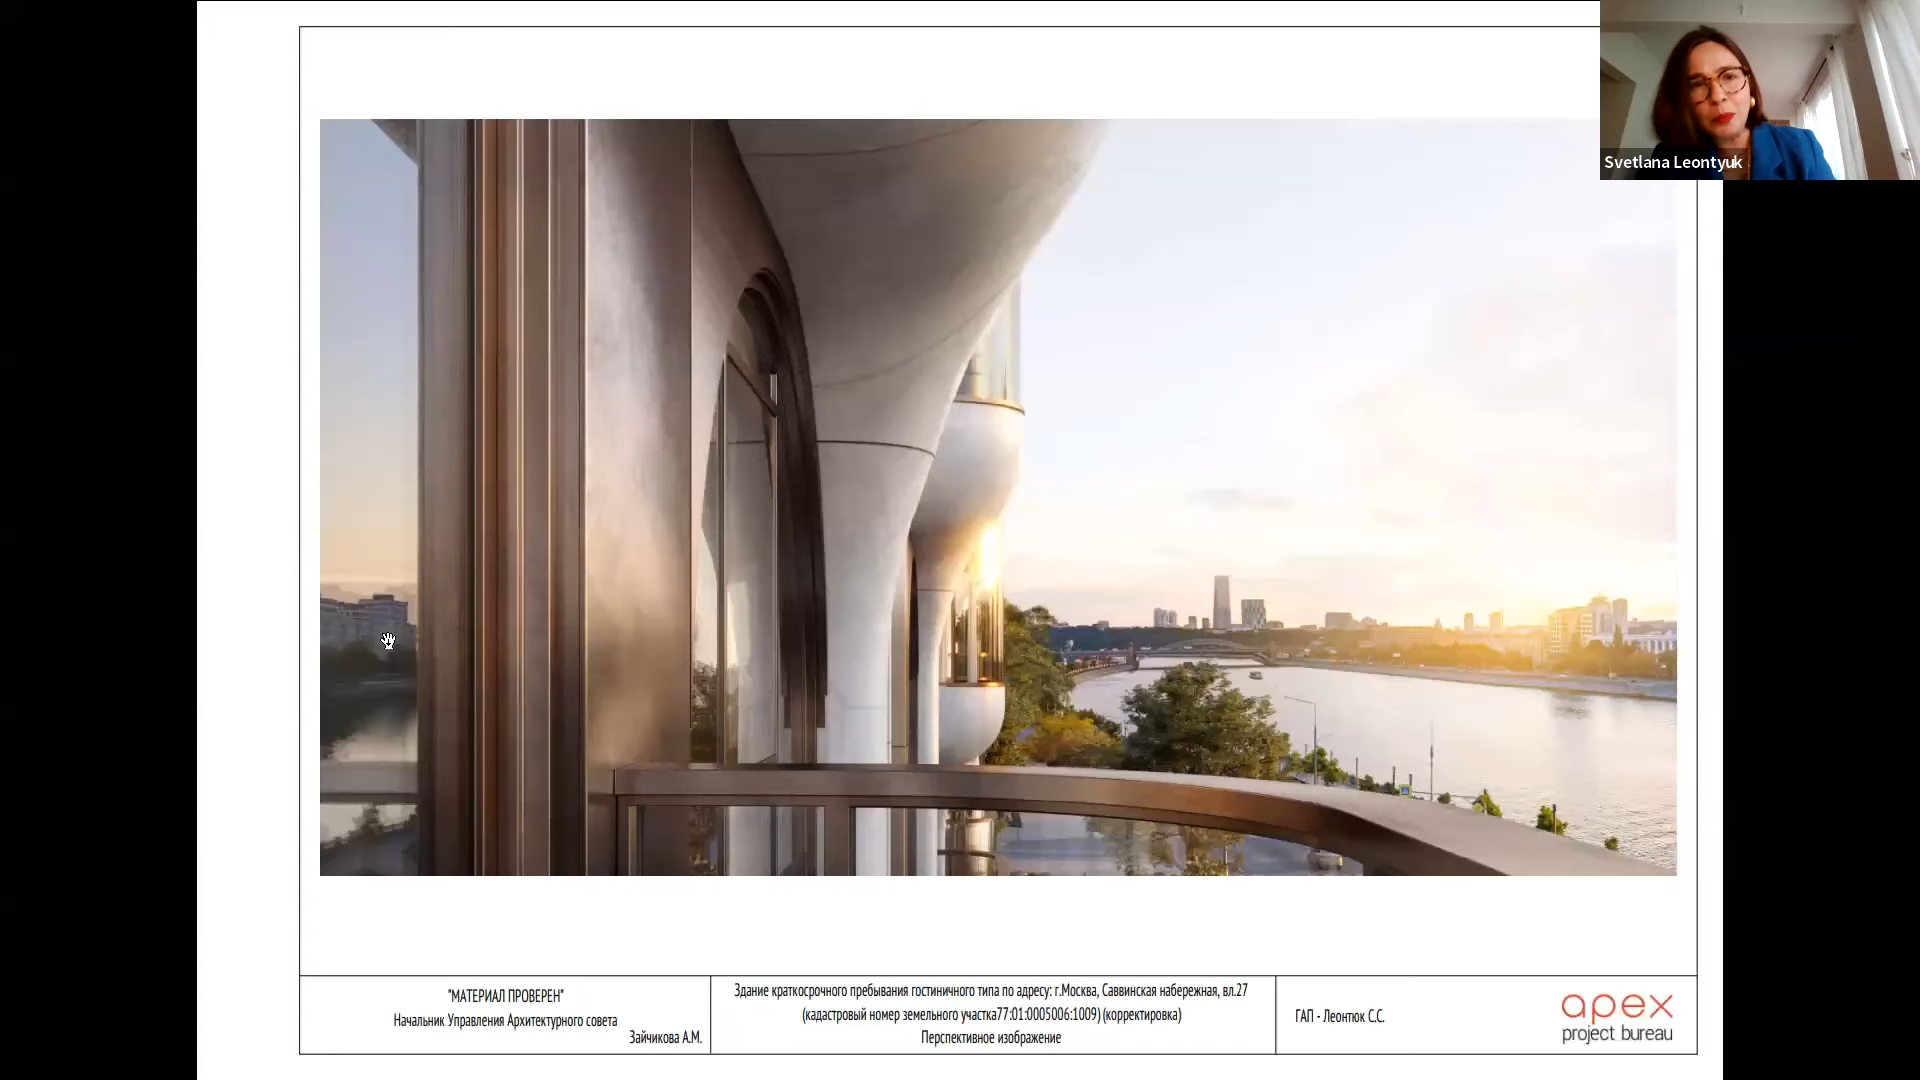 Svetlana Leontyuk
"МАТЕРИАЛ ПРОВЕРЕН"
Начальник Управления Архитектурного совета
Зайчикова А.М.
Здание краткосрочного пребывания гостиничного типа по адресу: г.Москва, Саввинская набережная, вл.27
(кадастровый номер земельного участка77:01:0005006:1009) (корректировка)
Перспективное изображение
ГАП - Леонтюк С.С.
apex
project bureau